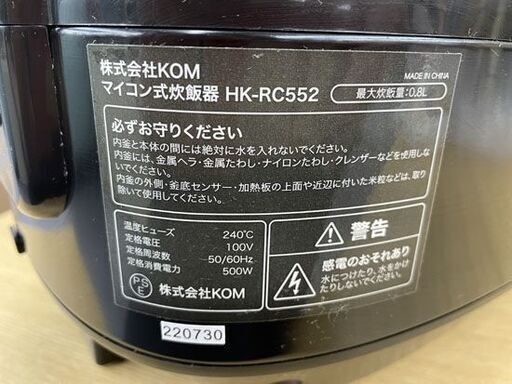 株式会社KOM
マイコン式炊飯器 HK-RC552
MADE IN CHINA
最大炊飯量:0.8L
必ずお守りください
内釜と本体の間には絶対に水を入れないでください。
内釜には、金属ヘラ・金属たわし・ナイロンたわし・クレンザーなどを使用しな
いでください。
内釜の外側・釜底センサー・加熱板の上面や近辺に付いた米粒などは、取り
除いて使用してください。
温度ヒューズ 240℃
定格電圧 100V
定格周波数 50/60Hz
定格消費電力 500W
PSE 株式会社KOM
警告
感電のおそれあり
水につけたり、水をかけ
たりしないでください。
220730